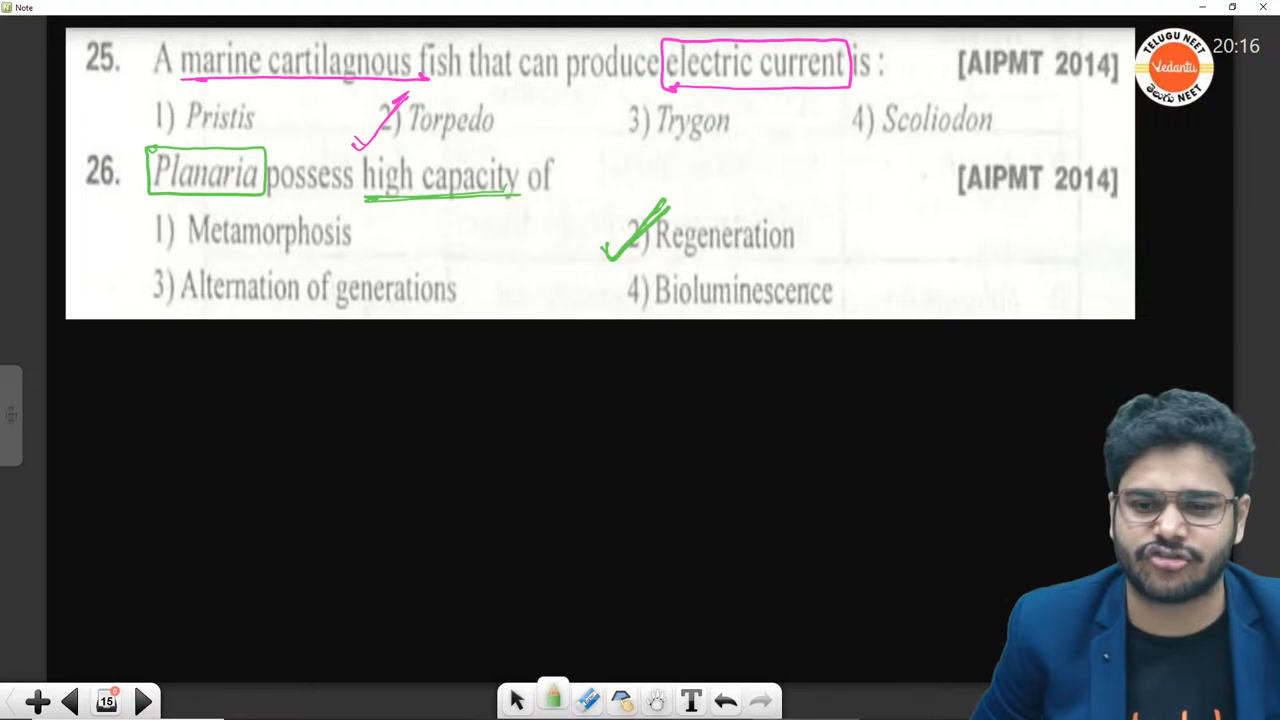 Note
25. A marine cartilagnous fish that can produce electric current is : [AIPMT 2014]
1) Pristis 2) Torpedo 3) Trygon 4) Scoliodon
26. Planaria possess high capacity of [AIPMT 2014]
1) Metamorphosis 2) Regeneration
3) Alternation of generations 4) Bioluminescence
TELUGU NEET
Vedantu
తెలుగు NEET
20:16
15
8
T